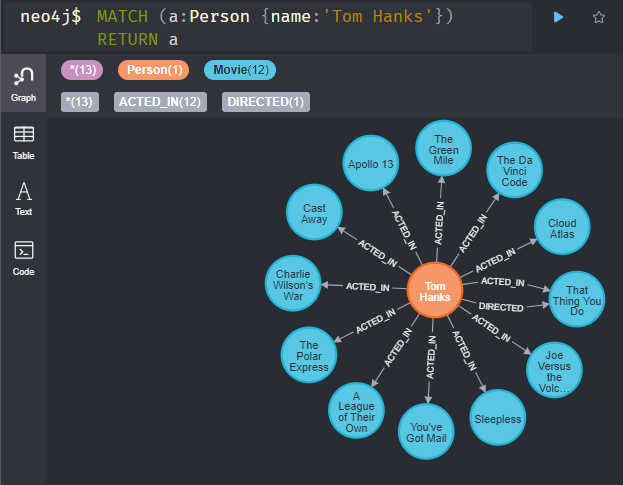 neo4j$ MATCH (a:Person {name:'Tom Hanks'})
RETURN a
Graph
Table
Text
Code
*(13) Person(1) Movie(12)
*(13) ACTED_IN(12) DIRECTED(1)
The
Green
Mile
Apollo 13
The Da
Vinci
Code
Cast
Away
Cloud
Atlas
Charlie
Wilson's
War
Tom
Hanks
That
Thing You
Do
The
Polar
Express
Joe
Versus
the
Volc...
A
League
of Their
Own
You've
Got Mail
Sleepless
ACTED_IN
ACTED_IN
ACTED_IN
ACTED_IN
ACTED_IN
ACTED_IN
ACTED_IN
DIRECTED
ACTED_IN
ACTED_IN
ACTED_IN
ACTED_IN
ACTED_IN